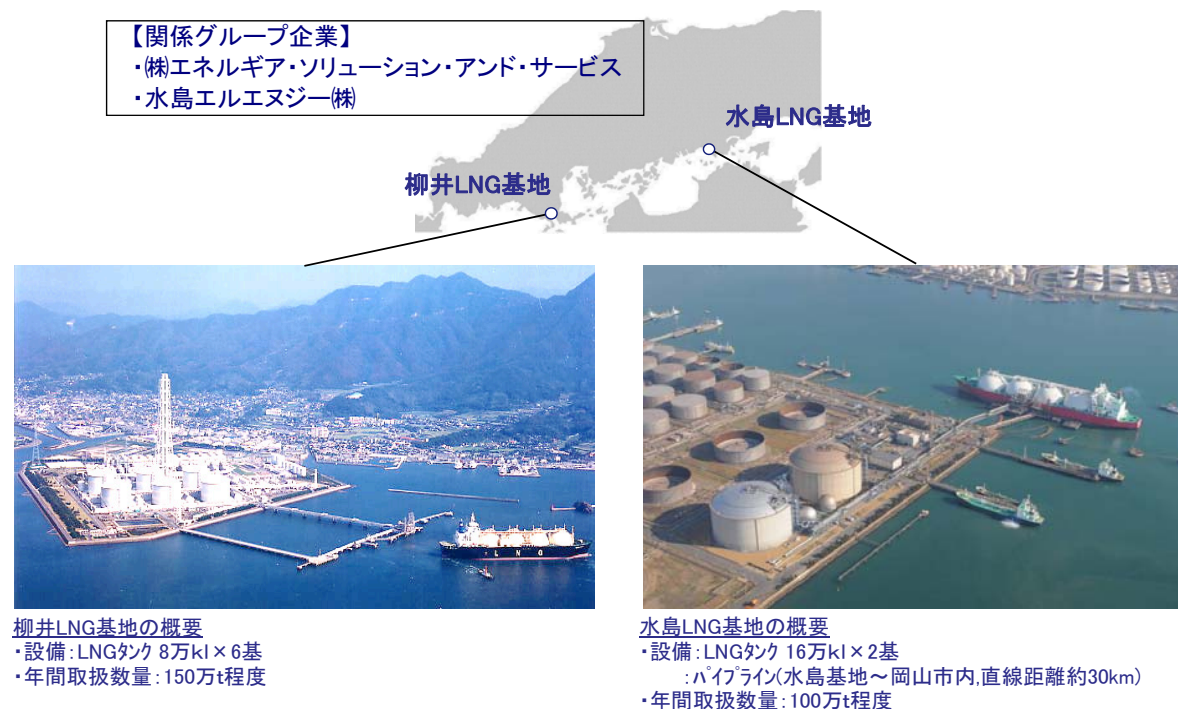 【関係グループ企業】
・㈱エネルギア・ソリューション・アンド・サービス
・水島エルエヌジー㈱
水島LNG基地
柳井LNG基地
LNG
柳井LNG基地の概要
・設備：LNGﾀﾝｸ 8万kl×6基
・年間取扱数量：150万t程度
水島LNG基地の概要
・設備：LNGﾀﾝｸ 16万kl×2基
：ﾊﾟｲﾌﾟﾗｲﾝ(水島基地～岡山市内,直線距離約30km)
・年間取扱数量：100万t程度